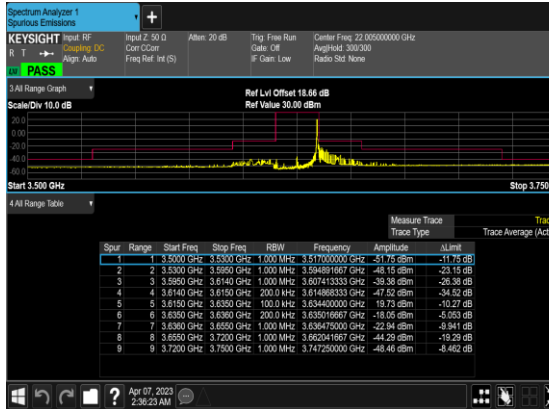 Spectrum Analyzer 1
Spurious Emissions
KEYSIGHT Input: RF Input Z: 50 Ω Atten: 20 dB Trig: Free Run Center Freq: 22.005000000 GHz
R T Coupling: DC Corr CCorr Gate: Off Avg|Hold: 300/300
Align: Auto Freq Ref: Int (S) IF Gain: Low Radio Std: None
PASS
3 All Range Graph
Ref Lvl Offset 18.66 dB
Scale/Div 10.0 dB Ref Value 30.00 dBm
20.0
10.0
0.00
-20.0
-40.0
-60.0
Start 3.500 GHz Stop 3.750
4 All Range Table
Measure Trace Trac
Trace Type Trace Average (Act
Spur Range Start Freq Stop Freq RBW Frequency Amplitude ΔLimit
1 1 3.5000 GHz 3.5300 GHz 1.000 MHz 3.517000000 GHz -51.75 dBm -11.75 dB
2 2 3.5300 GHz 3.5950 GHz 1.000 MHz 3.594891667 GHz -48.15 dBm -23.15 dB
3 3 3.5950 GHz 3.6140 GHz 1.000 MHz 3.607413333 GHz -39.38 dBm -26.38 dB
4 4 3.6140 GHz 3.6150 GHz 200.0 kHz 3.614868333 GHz -47.52 dBm -34.52 dB
5 5 3.6150 GHz 3.6350 GHz 100.0 kHz 3.634400000 GHz 19.73 dBm -10.27 dB
6 6 3.6350 GHz 3.6360 GHz 200.0 kHz 3.635016667 GHz -18.05 dBm -5.053 dB
7 7 3.6360 GHz 3.6550 GHz 1.000 MHz 3.636475000 GHz -22.94 dBm -9.941 dB
8 8 3.6550 GHz 3.7200 GHz 1.000 MHz 3.662041667 GHz -44.29 dBm -19.29 dB
9 9 3.7200 GHz 3.7500 GHz 1.000 MHz 3.747250000 GHz -48.46 dBm -8.462 dB
? Apr 07, 2023
2:36:23 AM